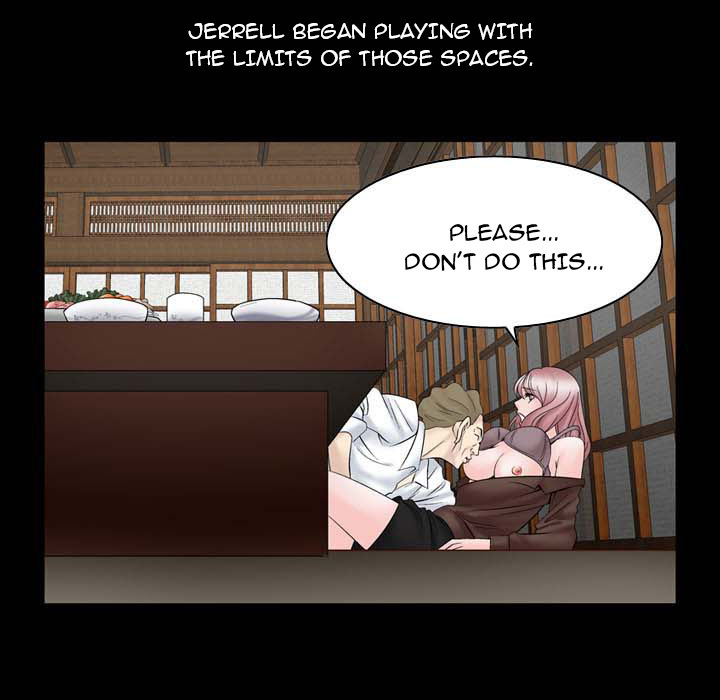 JERRELL BEGAN PLAYING WITH
THE LIMITS OF THOSE SPACES.
PLEASE...
DON'T DO THIS...